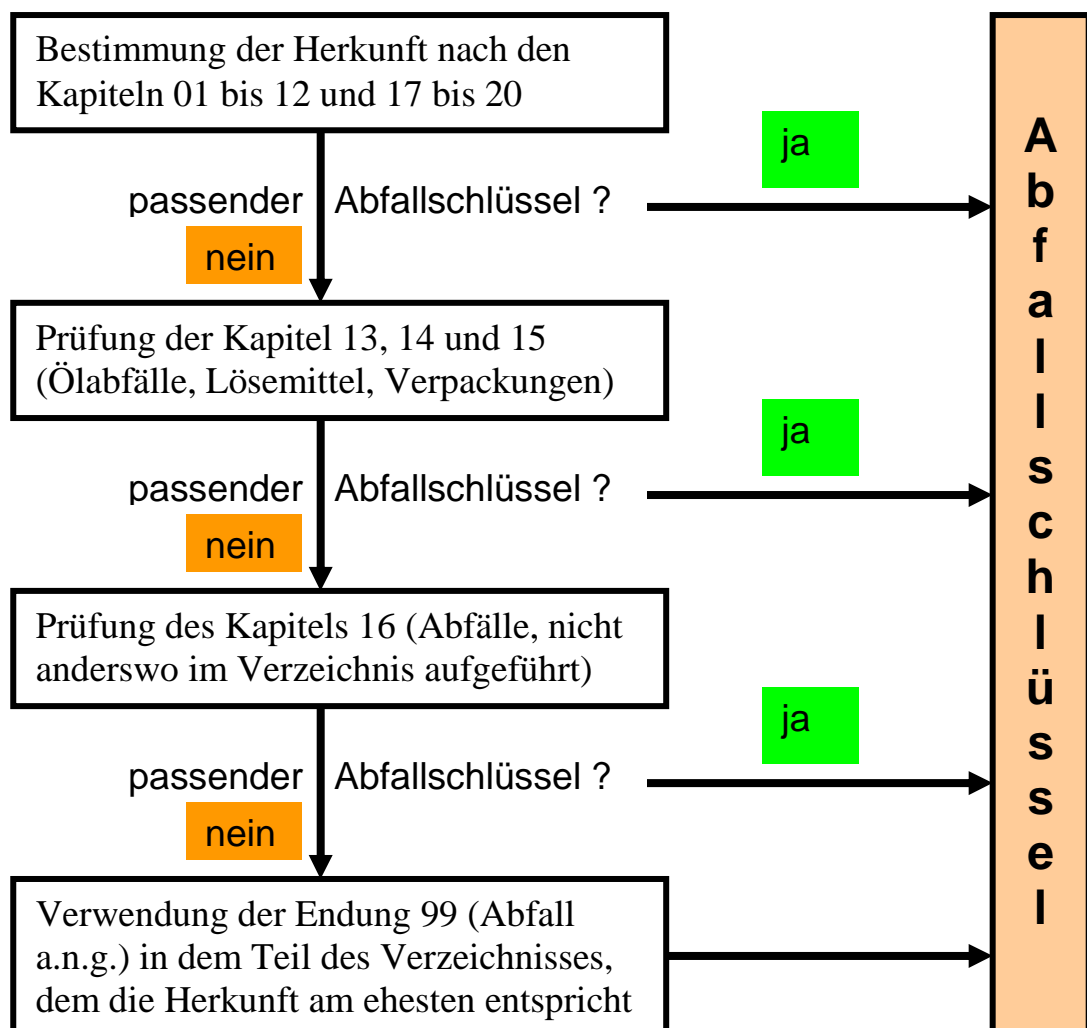 Bestimmung der Herkunft nach den
Kapiteln 01 bis 12 und 17 bis 20
ja
passender Abfallschlüssel ?
nein
Prüfung der Kapitel 13, 14 und 15
(Ölabfälle, Lösemittel, Verpackungen)
ja
passender Abfallschlüssel ?
nein
Prüfung des Kapitels 16 (Abfälle, nicht
anderswo im Verzeichnis aufgeführt)
ja
passender Abfallschlüssel ?
nein
Verwendung der Endung 99 (Abfall
a.n.g.) in dem Teil des Verzeichnisses,
dem die Herkunft am ehesten entspricht
Abfallschlüssel